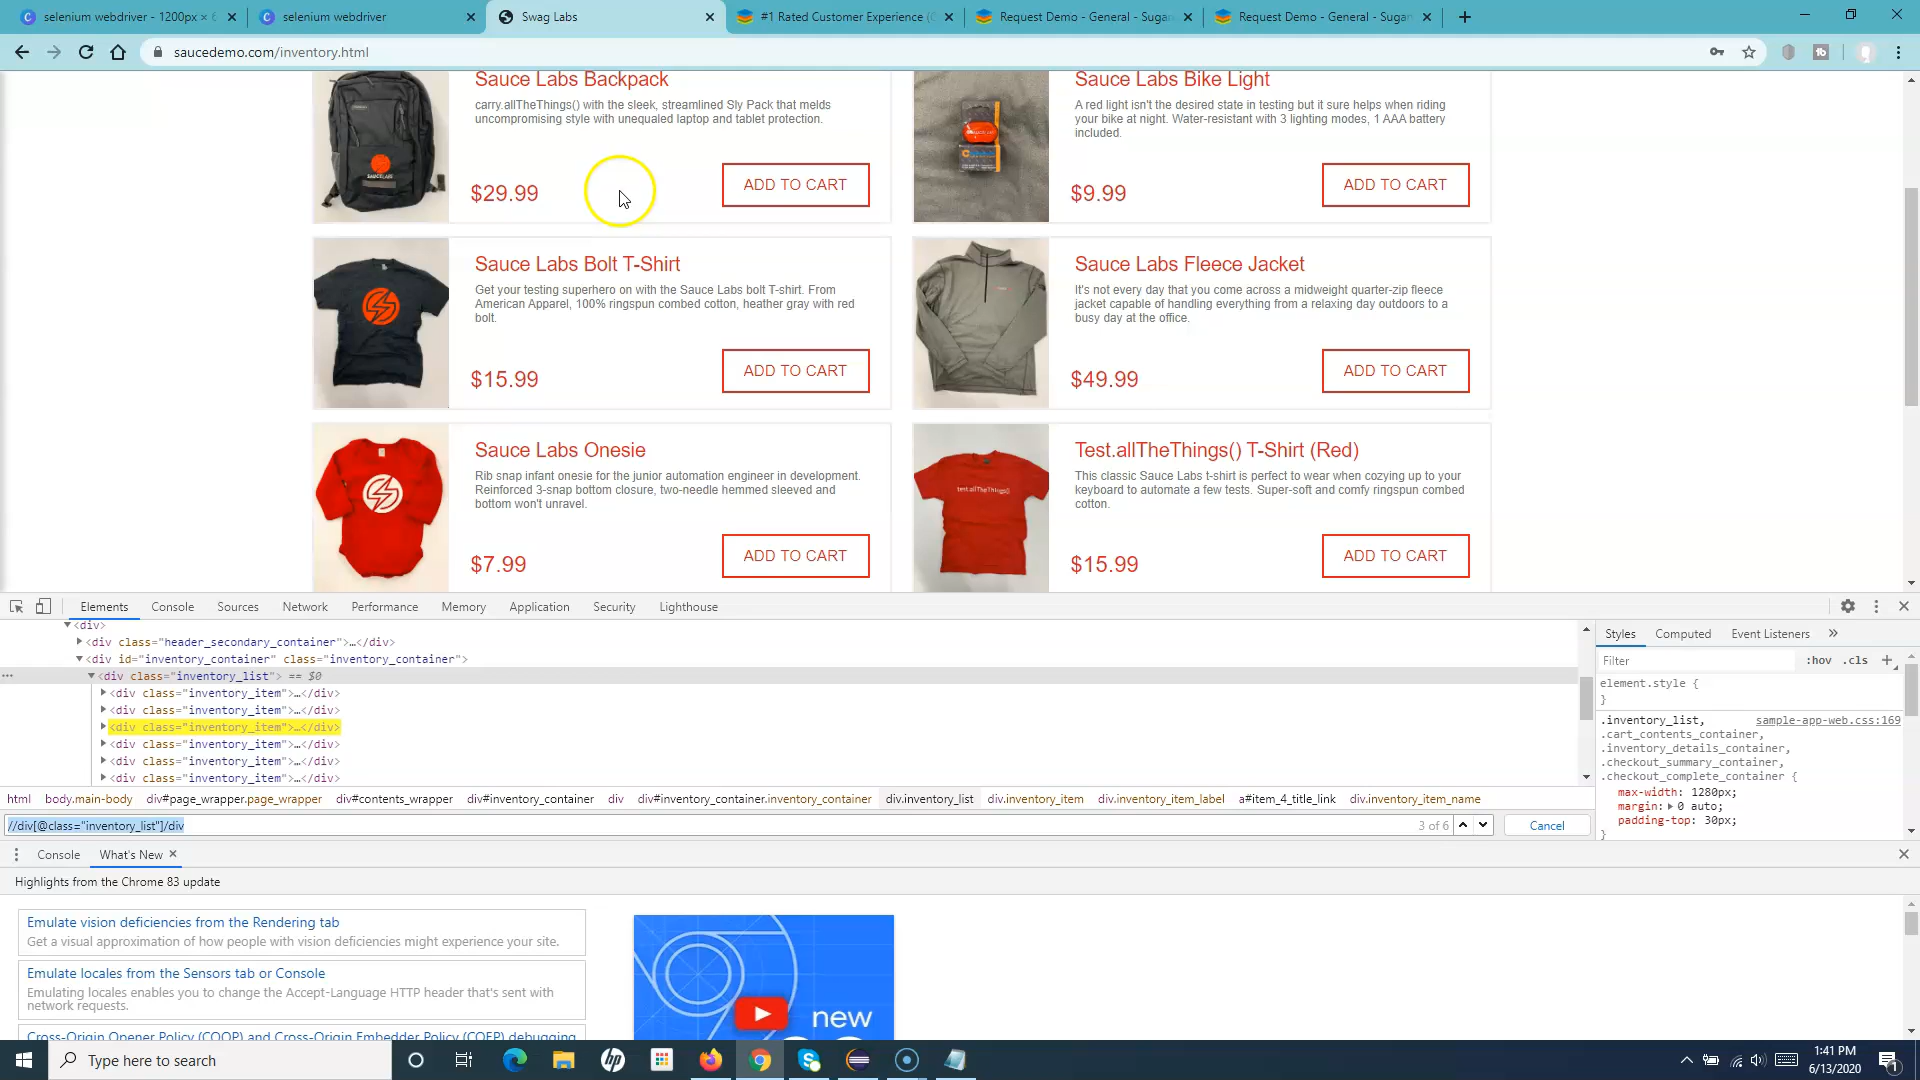 selenium webdriver - 1200px × 6
selenium webdriver
Swag Labs
#1 Rated Customer Experience (C
Request Demo - General - Sugar
Request Demo - General - Sugar
saucedemo.com/inventory.html
Sauce Labs Backpack
carry.allTheThings() with the sleek, streamlined Sly Pack that melds
uncompromising style with unequaled laptop and tablet protection.
$29.99
ADD TO CART
Sauce Labs Bike Light
A red light isn't the desired state in testing but it sure helps when riding
your bike at night. Water-resistant with 3 lighting modes, 1 AAA battery
included.
$9.99
ADD TO CART
Sauce Labs Bolt T-Shirt
Get your testing superhero on with the Sauce Labs bolt T-shirt. From
American Apparel, 100% ringspun combed cotton, heather gray with red
bolt.
$15.99
ADD TO CART
Sauce Labs Fleece Jacket
It's not every day that you come across a midweight quarter-zip fleece
jacket capable of handling everything from a relaxing day outdoors to a
busy day at the office.
$49.99
ADD TO CART
Sauce Labs Onesie
Rib snap infant onesie for the junior automation engineer in development.
Reinforced 3-snap bottom closure, two-needle hemmed sleeved and
bottom won't unravel.
$7.99
ADD TO CART
Test.allTheThings() T-Shirt (Red)
This classic Sauce Labs t-shirt is perfect to wear when cozying up to your
keyboard to automate a few tests. Super-soft and comfy ringspun combed
cotton.
$15.99
ADD TO CART
Elements Console Sources Network Performance Memory Application Security Lighthouse
<div>
<div class="header_secondary_container">…</div>
<div id="inventory_container" class="inventory_container">
<div class="inventory_list"> == $0
<div class="inventory_item">…</div>
<div class="inventory_item">…</div>
<div class="inventory_item">…</div>
<div class="inventory_item">…</div>
<div class="inventory_item">…</div>
<div class="inventory_item">…</div>
html body.main-body div#page_wrapper.page_wrapper div#contents_wrapper div#inventory_container div div#inventory_container.inventory_container div.inventory_list div.inventory_item div.inventory_item_label a#item_4_title_link div.inventory_item_name
//div[@class="inventory_list"]/div
3 of 6
Cancel
Styles Computed Event Listeners »
Filter
:hov .cls +
element.style {
}
.inventory_list, sample-app-web.css:169
.cart_contents_container,
.inventory_details_container,
.checkout_summary_container,
.checkout_complete_container {
max-width: 1280px;
margin: 0 auto;
padding-top: 30px;
}
Console What's New
Highlights from the Chrome 83 update
Emulate vision deficiencies from the Rendering tab
Get a visual approximation of how people with vision deficiencies might experience your site.
Emulate locales from the Sensors tab or Console
Emulating locales enables you to change the Accept-Language HTTP header that's sent with
network requests.
Cross-Origin Opener Policy (COOP) and Cross-Origin Embedder Policy (COEP) debugging
new
Type here to search
1:41 PM
6/13/2020